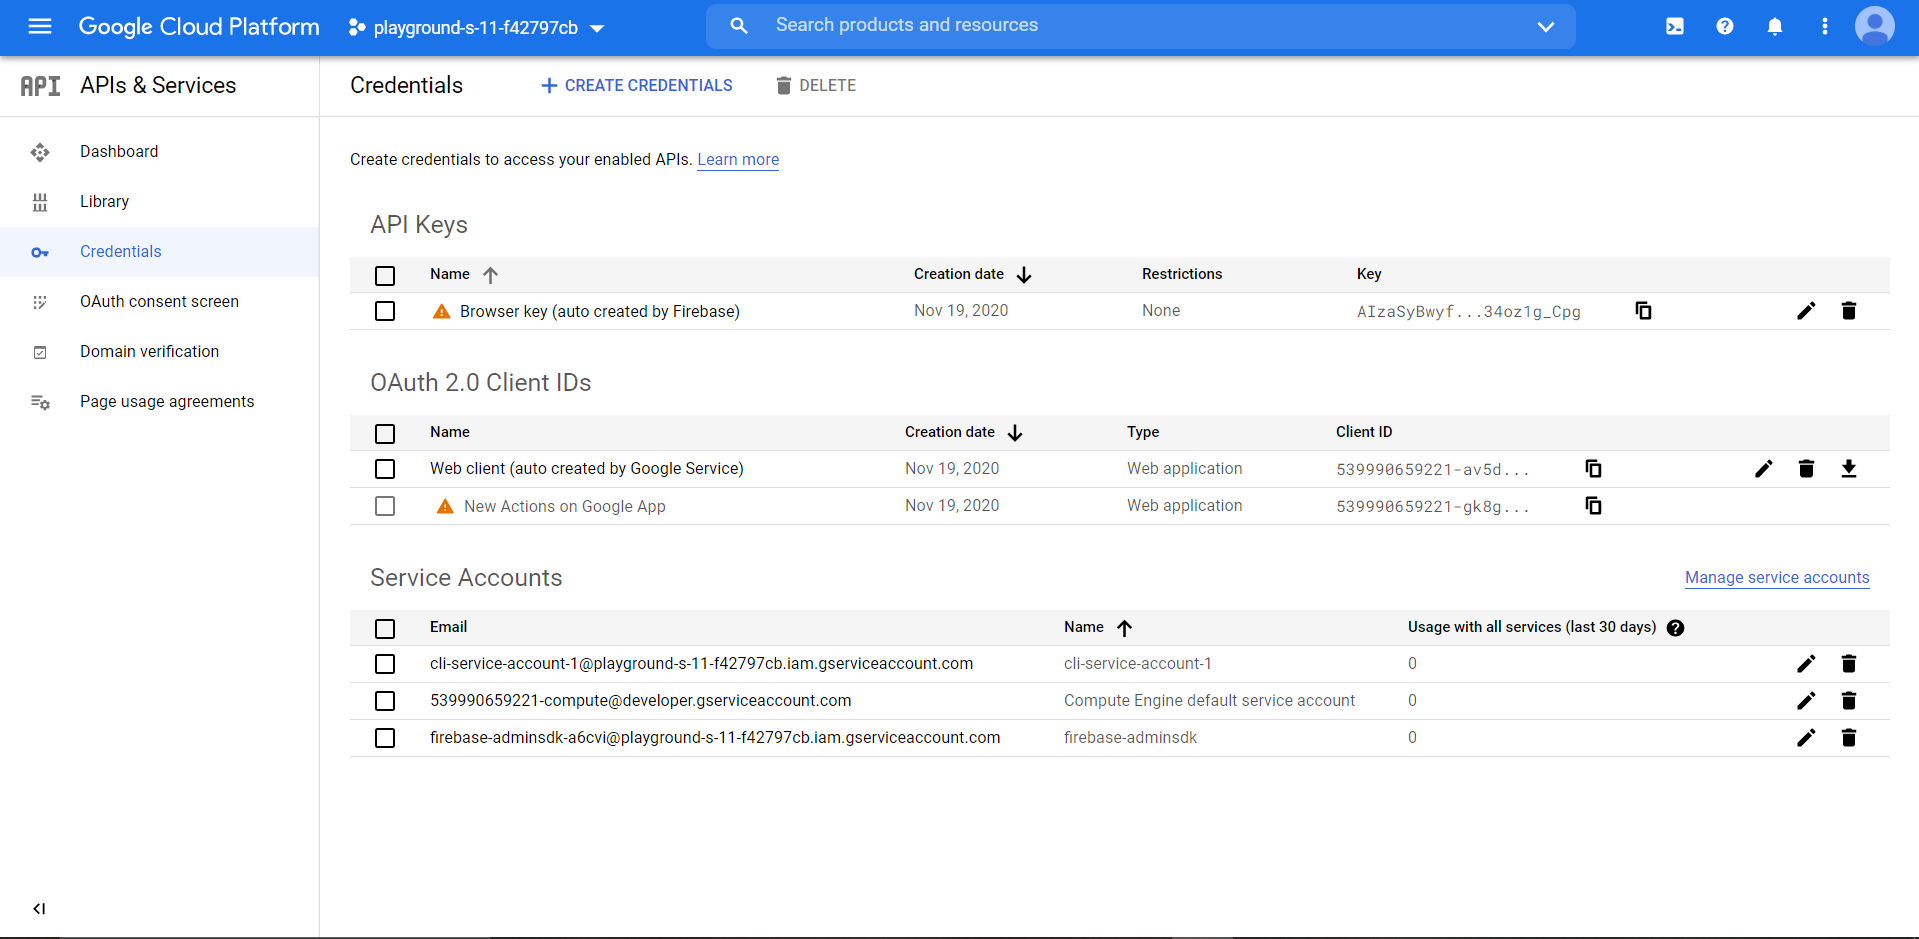 Google Cloud Platform playground-s-11-f42797cb Search products and resources
API APIs & Services Credentials CREATE CREDENTIALS DELETE
Dashboard
Library
Credentials
OAuth consent screen
Domain verification
Page usage agreements
Create credentials to access your enabled APIs. Learn more
API Keys
Name Creation date Restrictions Key
Browser key (auto created by Firebase) Nov 19, 2020 None AIzaSyBwyf...34oz1g_Cpg
OAuth 2.0 Client IDs
Name Creation date Type Client ID
Web client (auto created by Google Service) Nov 19, 2020 Web application 539990659221-av5d...
New Actions on Google App Nov 19, 2020 Web application 539990659221-gk8g...
Service Accounts Manage service accounts
Email Name Usage with all services (last 30 days)
cli-service-account-1@playground-s-11-f42797cb.iam.gserviceaccount.com cli-service-account-1 0
539990659221-compute@developer.gserviceaccount.com Compute Engine default service account 0
firebase-adminsdk-a6cvi@playground-s-11-f42797cb.iam.gserviceaccount.com firebase-adminsdk 0